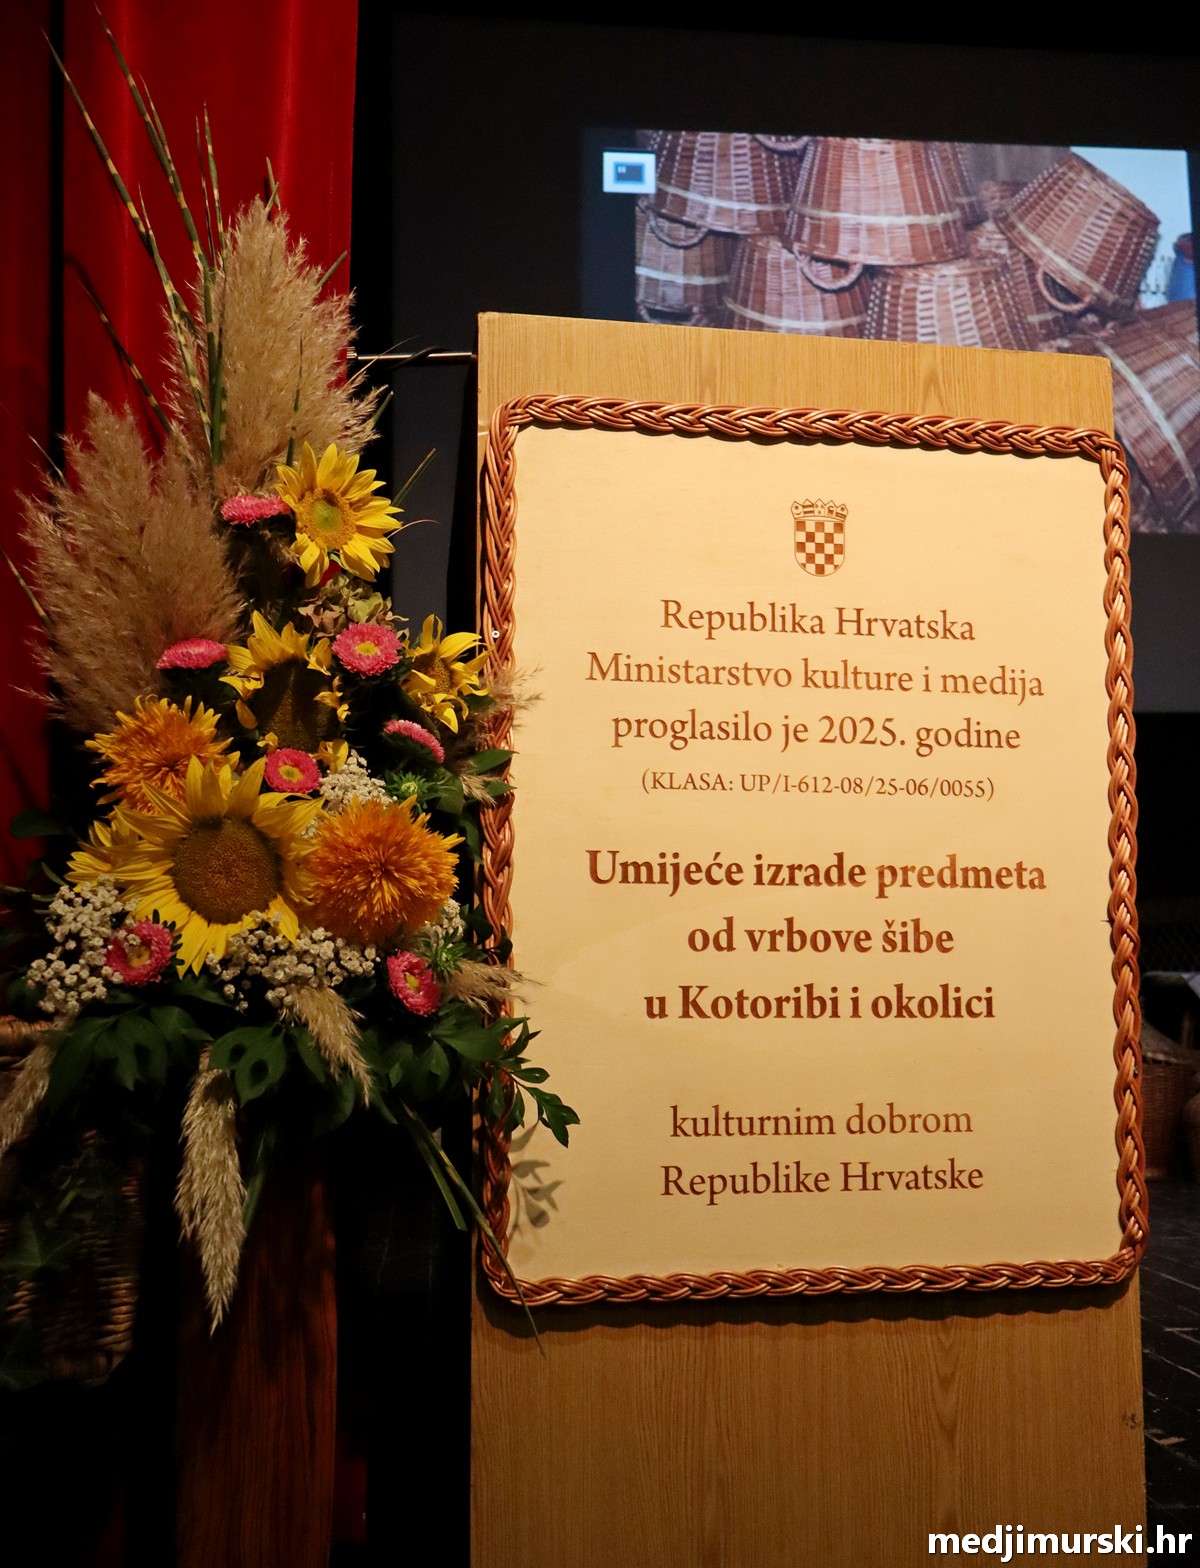 Republika Hrvatska
Ministarstvo kulture i medija
proglasilo je 2025. godine
(KLASA: UP/I-612-08/25-06/0055)
Umijeće izrade predmeta
od vrbove šibe
u Kotoribi i okolici
kulturnim dobrom
Republike Hrvatske
medjimurski.hr